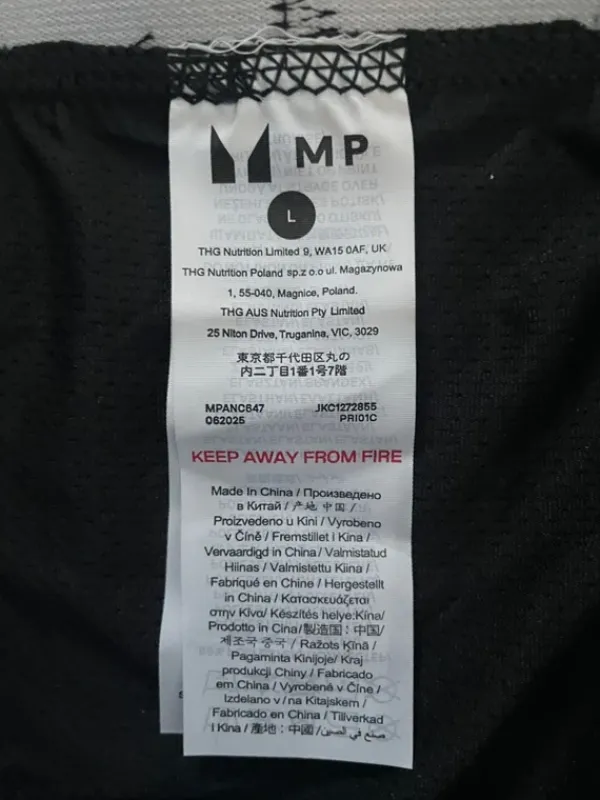 MP
L
THG Nutrition Limited 9, WA15 0AF, UK
THG Nutrition Poland sp.z o.o ul. Magazynowa
1, 55-040, Magnice, Poland.
THG AUS Nutrition Pty Limited
25 Niton Drive, Truganina, VIC, 3029
東京都千代田区丸の
内二丁目1番1号7階
MPANC647 JKC1272855
062025 PRI01C
KEEP AWAY FROM FIRE
Made In China / Произведено
в Китай / 产地 中国 /
Proizvedeno u Kini / Vyrobeno
v Číně / Fremstillet i Kina /
Vervaardigd in China / Valmistatud
Hiinas / Valmistettu Kiina /
Fabriqué en Chine / Hergestellt
in China / Κατασκευάζεται
στην Κίνα/ Készítés helye:Kína/
Prodotto in Cina/製造国：中国/
제조국 중국 / Ražots Ķīnā /
Pagaminta Kinijoje/ Kraj
produkcji Chiny / Fabricado
em China / Vyrobené v Číne /
Izdelano v / na Kitajskem /
Fabricado en China / Tillverkad
i Kina / 產地：中國 /صنع في الصين